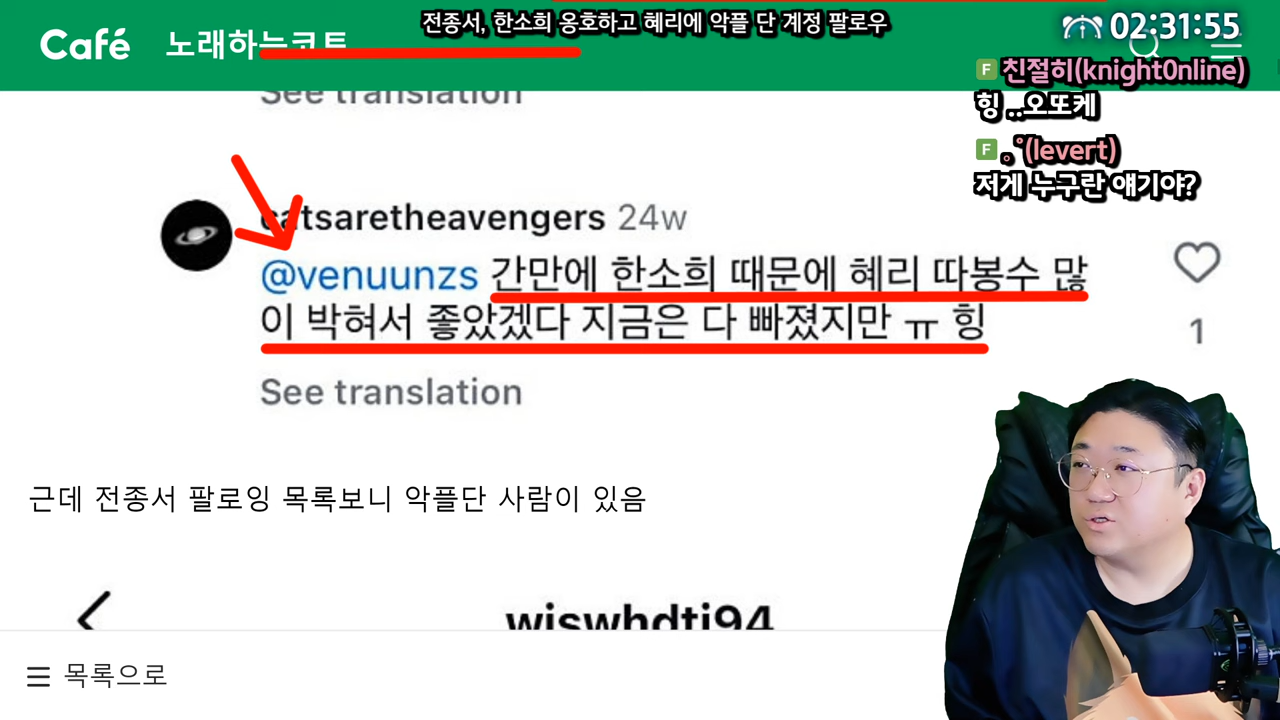 전종서, 한소희 옹호하고 혜리에 악플 단 계정 팔로우
02:31:55
Café 노래하는코트
F 친절히(knight0nline)
힝 ..오또케
F 。˚(levert)
저게 누구란 얘기야?
See translation
catsaretheavengers 24w
@venuunzs 간만에 한소희 때문에 혜리 따봉수 많
이 박혀서 좋았겠다 지금은 다 빠졌지만 ㅠ 힝
1
See translation
근데 전종서 팔로잉 목록보니 악플단 사람이 있음
wjswhdtj94
목록으로